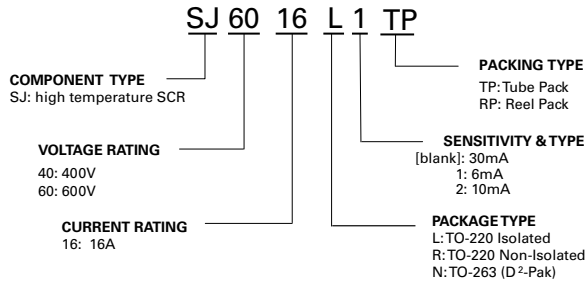 SJ 60 16 L 1 TP
COMPONENT TYPE
SJ: high temperature SCR
VOLTAGE RATING
40: 400V
60: 600V
CURRENT RATING
16: 16A
PACKING TYPE
TP: Tube Pack
RP: Reel Pack
SENSITIVITY & TYPE
[blank]: 30mA
1: 6mA
2: 10mA
PACKAGE TYPE
L: TO-220 Isolated
R: TO-220 Non-Isolated
N: TO-263 (D²-Pak)